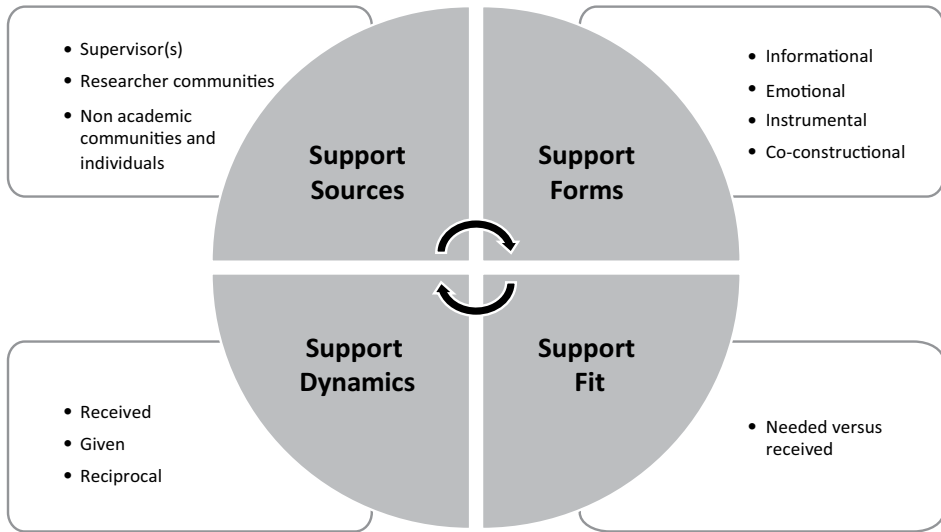 • Supervisor(s)
• Researcher communities
• Non academic
communities and
individuals
Support
Sources
• Informational
• Emotional
• Instrumental
• Co-constructional
Support
Forms
Support
Dynamics
• Received
• Given
• Reciprocal
Support
Fit
• Needed versus
received